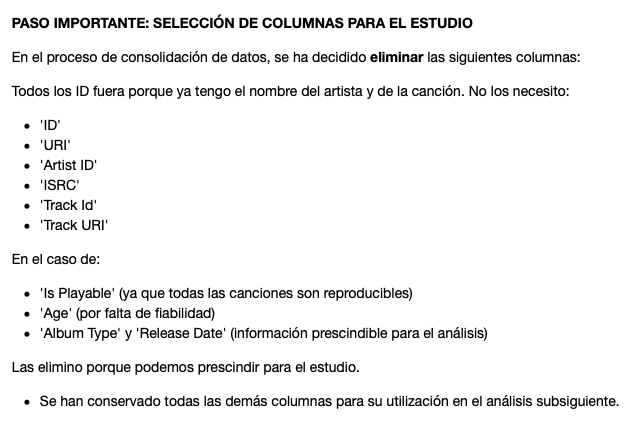 PASO IMPORTANTE: SELECCIÓN DE COLUMNAS PARA EL ESTUDIO
En el proceso de consolidación de datos, se ha decidido eliminar las siguientes columnas:
Todos los ID fuera porque ya tengo el nombre del artista y de la canción. No los necesito:
• 'ID'
• 'URI'
• 'Artist ID'
• 'ISRC'
• 'Track Id'
• 'Track URI'
En el caso de:
• 'Is Playable' (ya que todas las canciones son reproducibles)
• 'Age' (por falta de fiabilidad)
• 'Album Type' y 'Release Date' (información prescindible para el análisis)
Las elimino porque podemos prescindir para el estudio.
• Se han conservado todas las demás columnas para su utilización en el análisis subsiguiente.